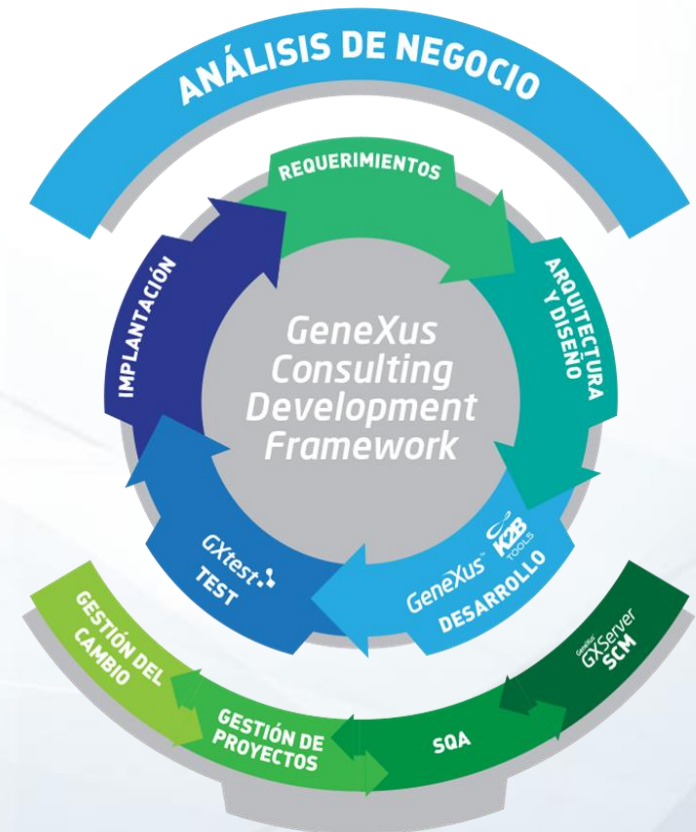 ANÁLISIS DE NEGOCIO
REQUERIMIENTOS
ARQUITECTURA
Y DISEÑO
IMPLANTACIÓN
GeneXus
Consulting
Development
Framework
GXtest
TEST
GeneXus™ K2B
TOOLS
DESARROLLO
GESTIÓN DEL
CAMBIO
GESTIÓN DE
PROYECTOS
SQA
GeneXus
GXServer
SCM